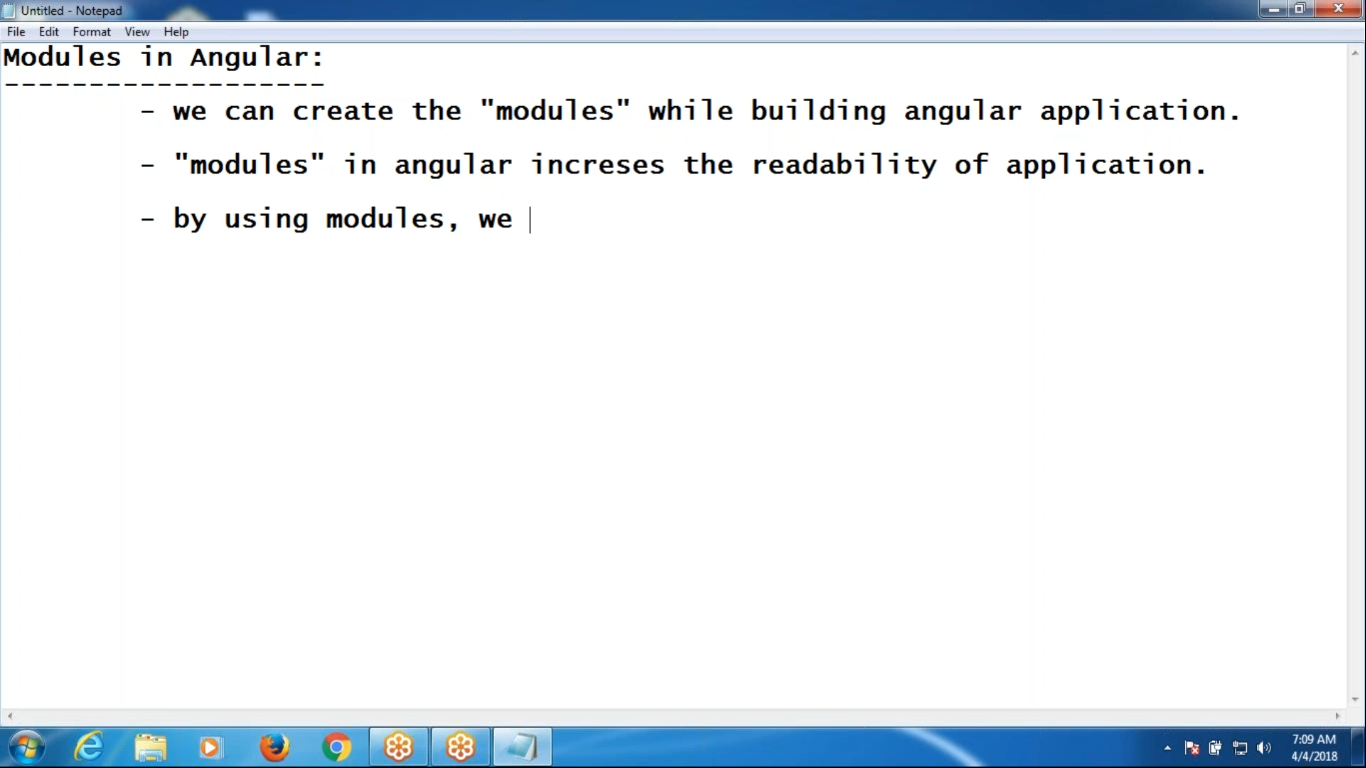 Untitled - Notepad
File Edit Format View Help
Modules in Angular:
-------------------
- we can create the "modules" while building angular application.
- "modules" in angular increses the readability of application.
- by using modules, we
7:09 AM
4/4/2018